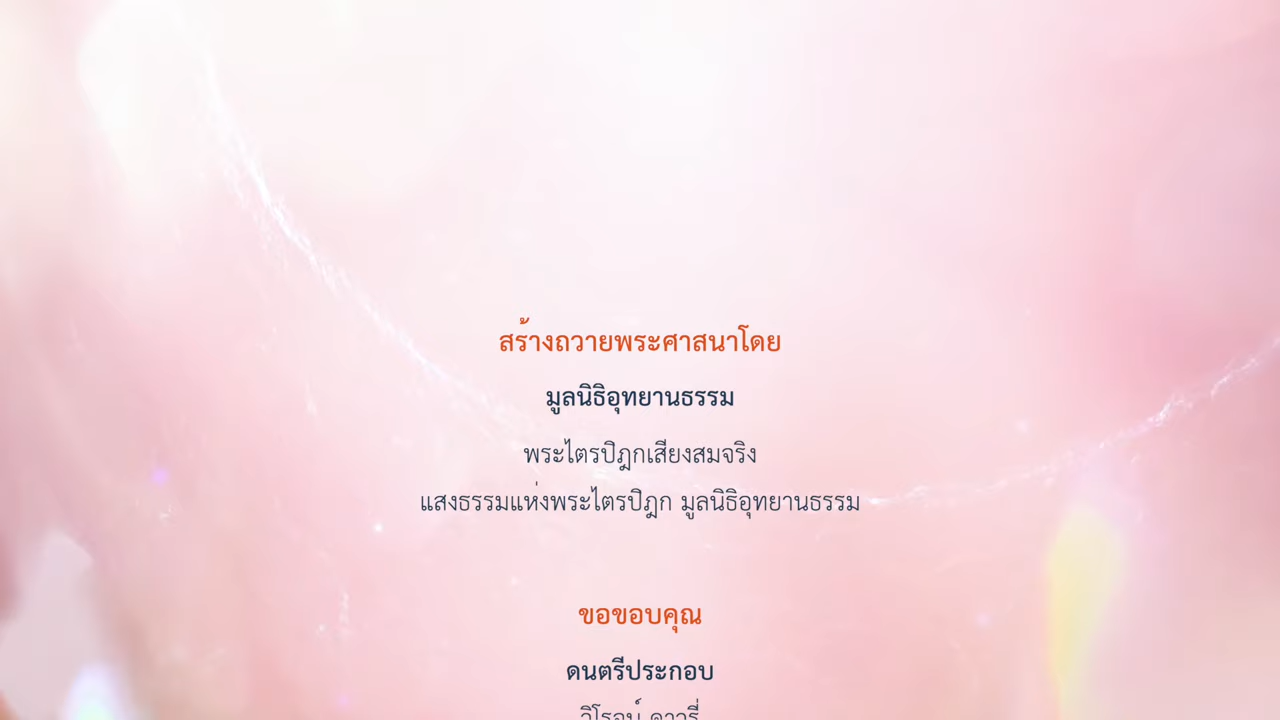 สร้างถวายพระศาสนาโดย
มูลนิธิอุทยานธรรม
พระไตรปิฎกเสียงสมจริง
แสงธรรมแห่งพระไตรปิฎก มูลนิธิอุทยานธรรม
ขอขอบคุณ
ดนตรีประกอบ
วิโรจน์